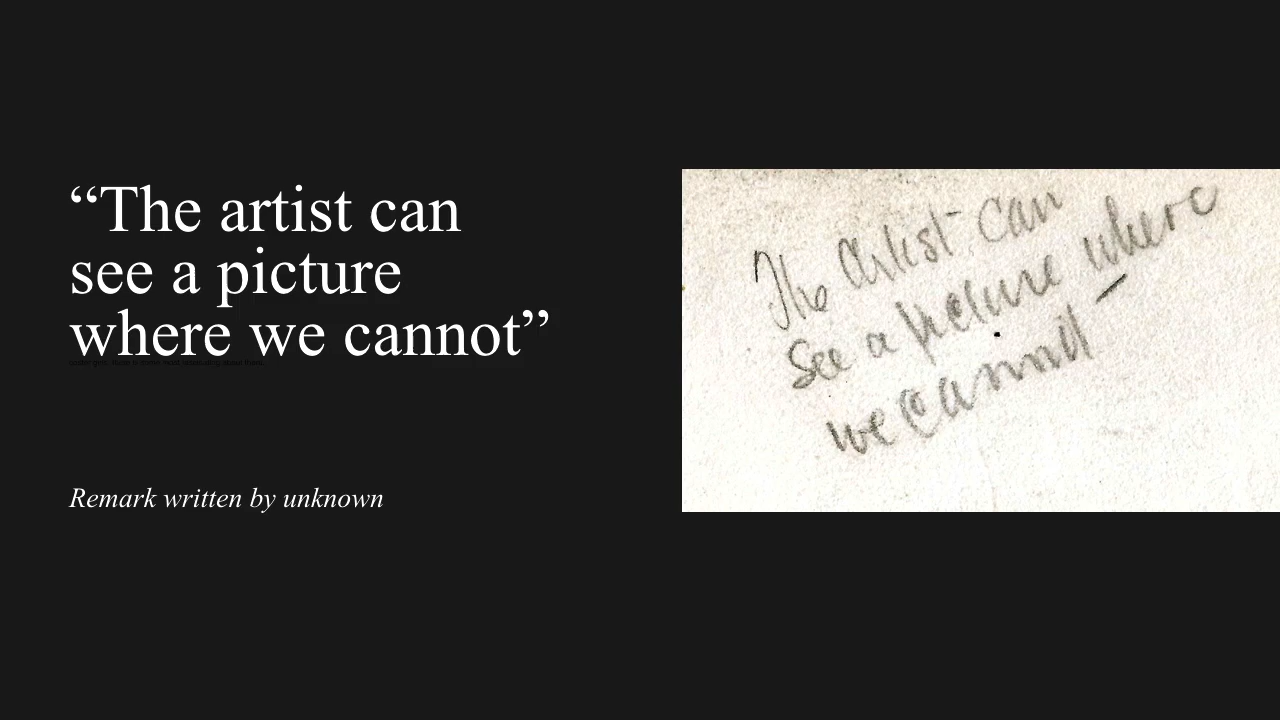 “The artist can
see a picture
where we cannot”
Remark written by unknown
The Artist can
See a picture where
we cannott